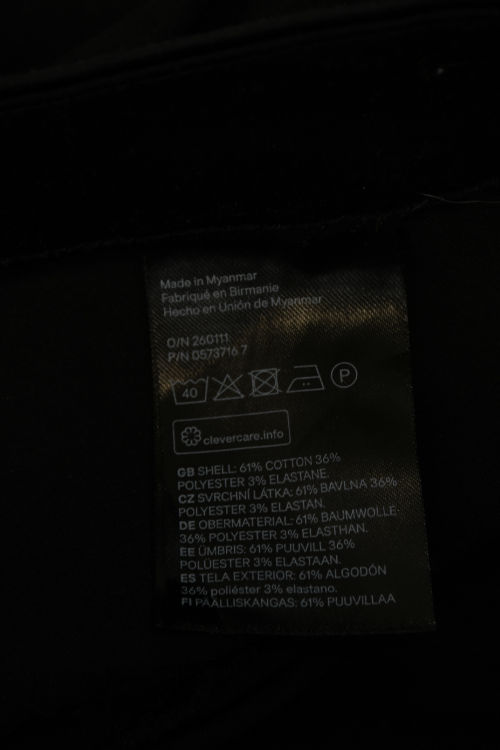 Made in Myanmar
Fabriqué en Birmanie
Hecho en Unión de Myanmar
O/N 260111
P/N 0573716 7
40 P
clevercare.info
GB SHELL: 61% COTTON 36%
POLYESTER 3% ELASTANE.
CZ SVRCHNÍ LÁTKA: 61% BAVLNA 36%
POLYESTER 3% ELASTAN.
DE OBERMATERIAL: 61% BAUMWOLLE
36% POLYESTER 3% ELASTHAN.
EE ÜMBRIS: 61% PUUVILL 36%
POLÜESTER 3% ELASTAAN.
ES TELA EXTERIOR: 61% ALGODÓN
36% poliéster 3% elastano.
FI PÄÄLLISKANGAS: 61% PUUVILLAA